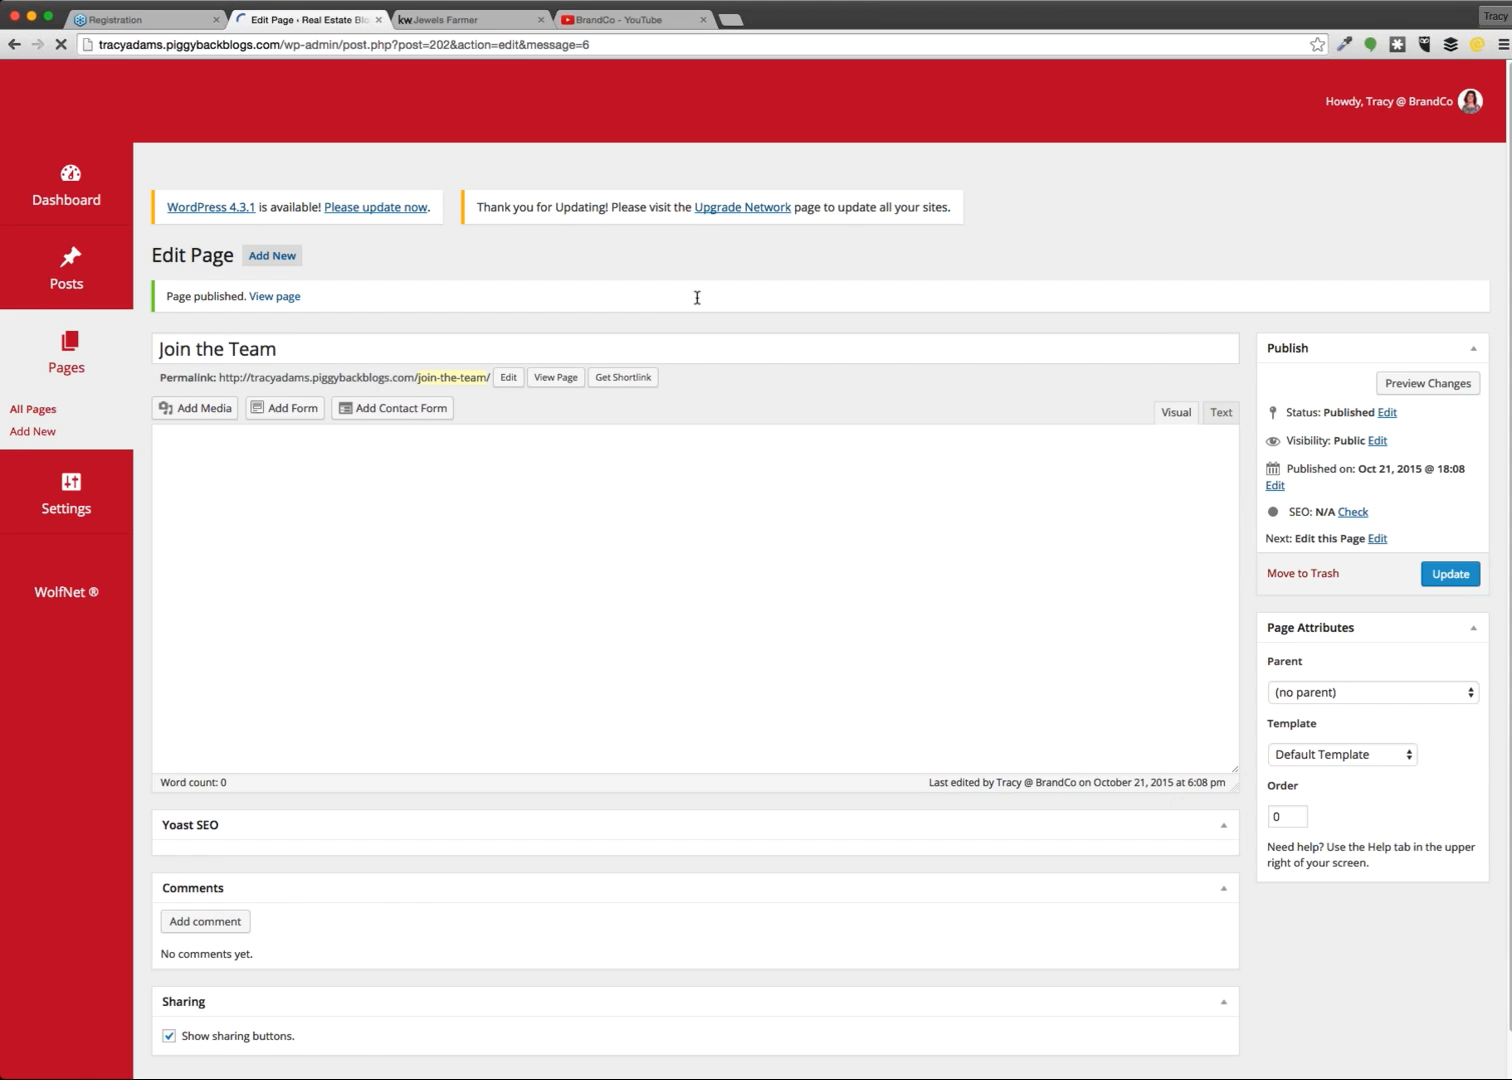 Registration
Edit Page ‹ Real Estate Blo
kw Jewels Farmer
BrandCo - YouTube
Tracy
tracyadams.piggybackblogs.com/wp-admin/post.php?post=202&action=edit&message=6
Howdy, Tracy @ BrandCo
Dashboard
Posts
Pages
All Pages
Add New
Settings
WolfNet ®
WordPress 4.3.1 is available! Please update now.
Thank you for Updating! Please visit the Upgrade Network page to update all your sites.
Edit Page Add New
Page published. View page
Join the Team
Permalink: http://tracyadams.piggybackblogs.com/join-the-team/ Edit View Page Get Shortlink
Add Media Add Form Add Contact Form
Visual Text
Word count: 0
Last edited by Tracy @ BrandCo on October 21, 2015 at 6:08 pm
Yoast SEO
Comments
Add comment
No comments yet.
Sharing
Show sharing buttons.
Publish
Preview Changes
Status: Published Edit
Visibility: Public Edit
Published on: Oct 21, 2015 @ 18:08
Edit
SEO: N/A Check
Next: Edit this Page Edit
Move to Trash
Update
Page Attributes
Parent
(no parent)
Template
Default Template
Order
0
Need help? Use the Help tab in the upper
right of your screen.